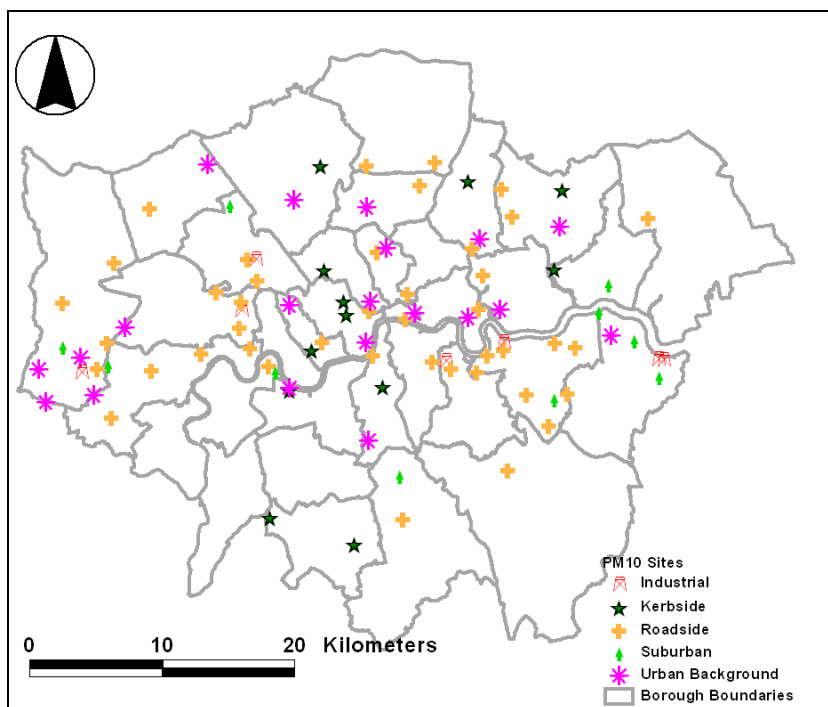 PM10 Sites
Industrial
Kerbside
Roadside
Suburban
Urban Background
Borough Boundaries
0 10 20 Kilometers